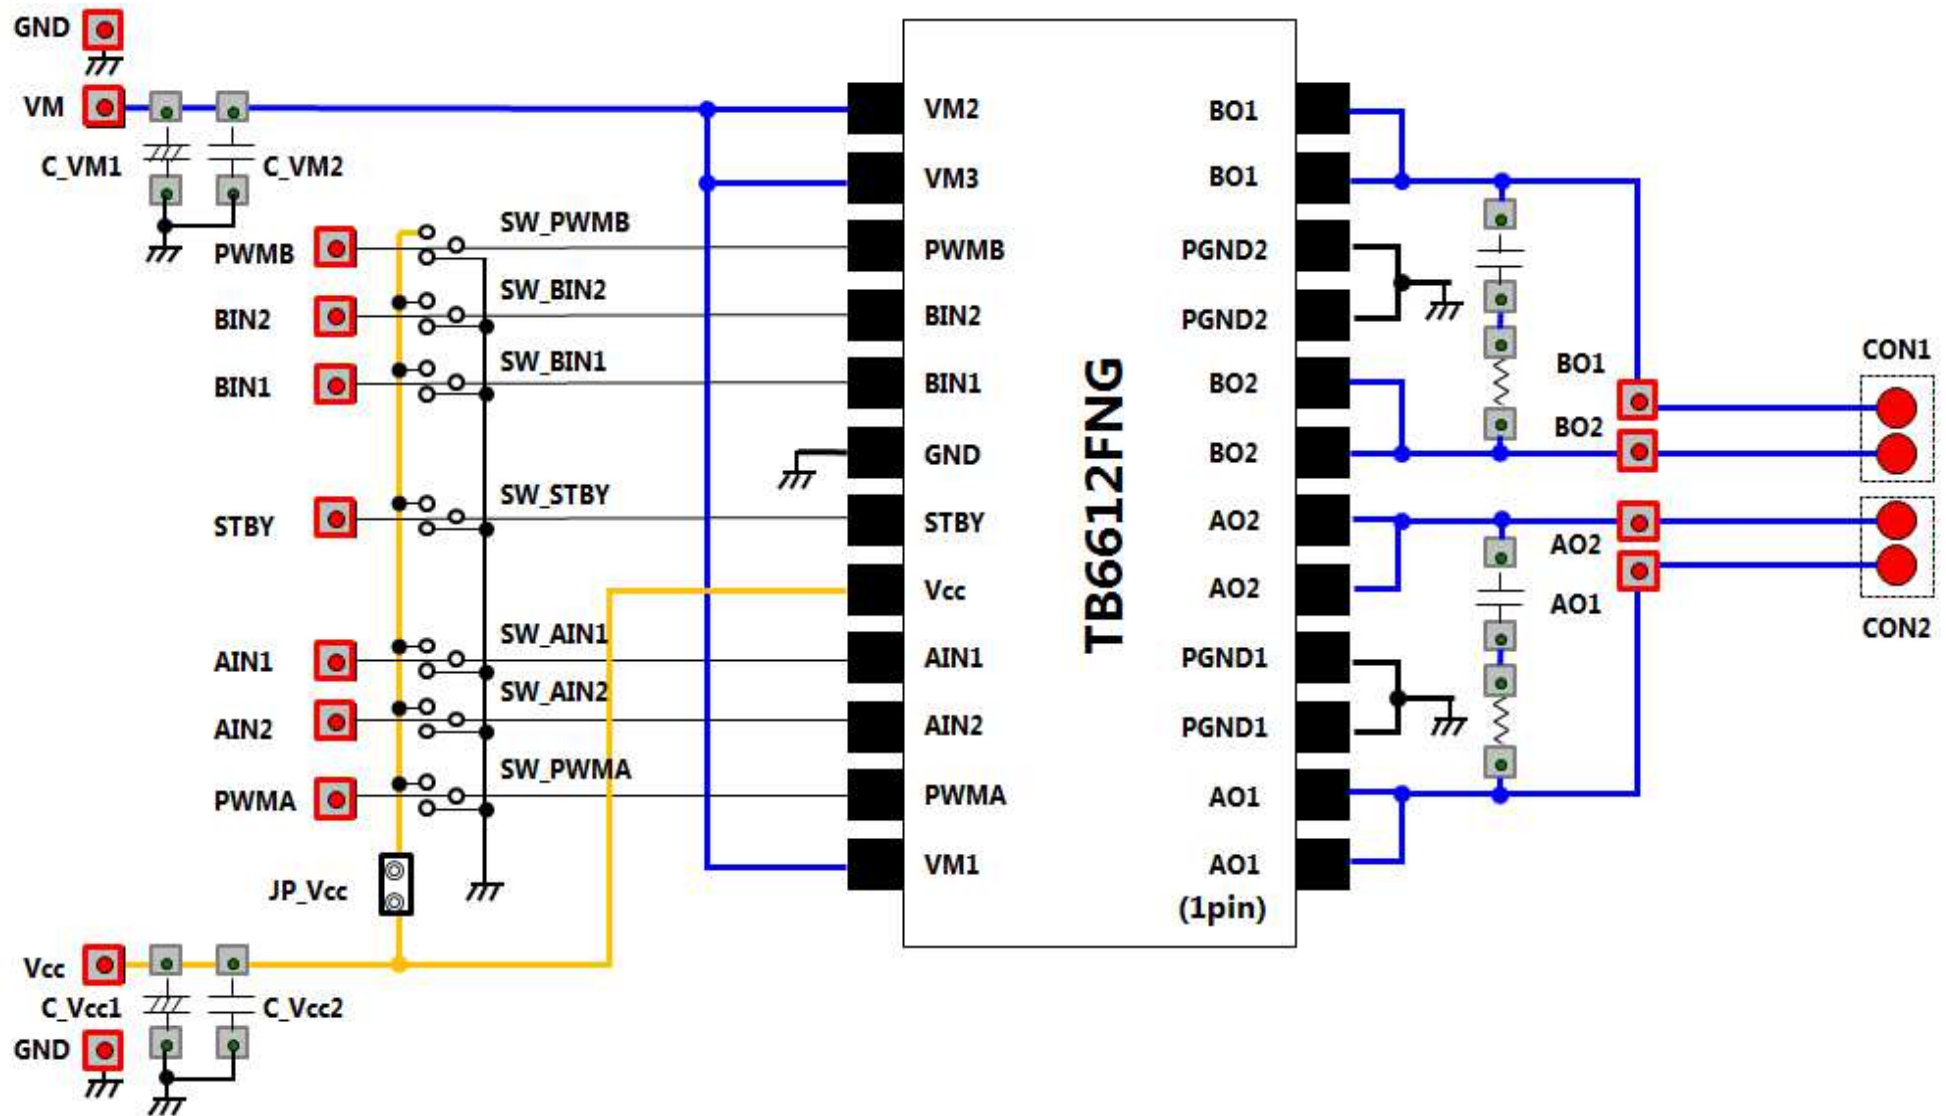 GND
VM
C_VM1
C_VM2
PWMB
SW_PWMB
BIN2
SW_BIN2
BIN1
SW_BIN1
STBY
SW_STBY
AIN1
SW_AIN1
AIN2
SW_AIN2
PWMA
SW_PWMA
JP_Vcc
Vcc
C_Vcc1
C_Vcc2
GND
VM2
VM3
PWMB
BIN2
BIN1
GND
STBY
Vcc
AIN1
AIN2
PWMA
VM1
TB6612FNG
BO1
BO1
PGND2
PGND2
BO2
BO2
AO2
AO2
PGND1
PGND1
AO1
AO1
(1pin)
BO1
BO2
AO2
AO1
CON1
CON2